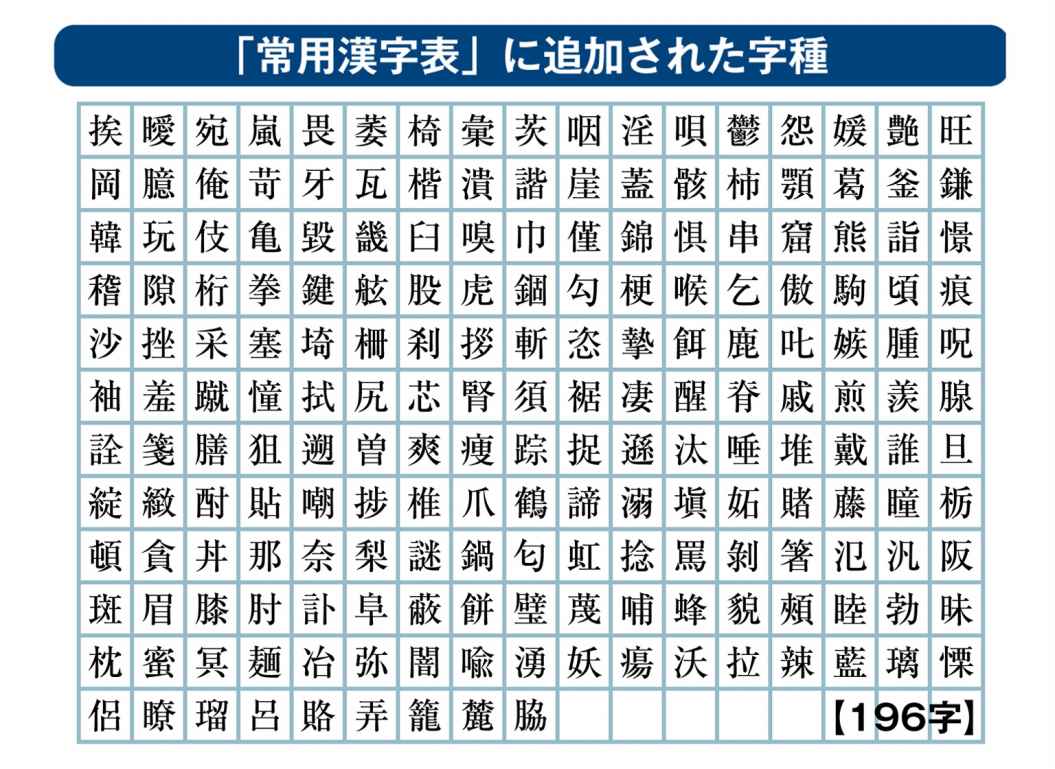 「常用漢字表」に追加された字種
挨曖宛嵐畏萎椅彙茨咽淫唄鬱怨媛艶旺
岡臆俺苛牙瓦楷潰諧崖蓋骸柿顎葛釜鎌
韓玩伎亀毀畿臼嗅巾僅錦惧串窟熊詣憬
稽隙桁拳鍵舷股虎錮勾梗喉乞傲駒頃痕
沙挫采塞埼柵刹拶斬恣摯餌鹿𠮟嫉腫呪
袖羞蹴憧拭尻芯腎須裾凄醒脊戚煎羨腺
詮箋膳狙遡曽爽痩踪捉遜汰唾堆戴誰旦
綻緻酎貼嘲捗椎爪鶴諦溺塡妬賭藤瞳栃
頓貪丼那奈梨謎鍋匂虹捻罵剝箸氾汎阪
斑眉膝肘訃阜蔽餅璧蔑哺蜂貌頰睦勃昧
枕蜜冥麺冶弥闇喩湧妖瘍沃拉辣藍璃慄
侶瞭瑠呂賂弄籠麓脇
【196字】